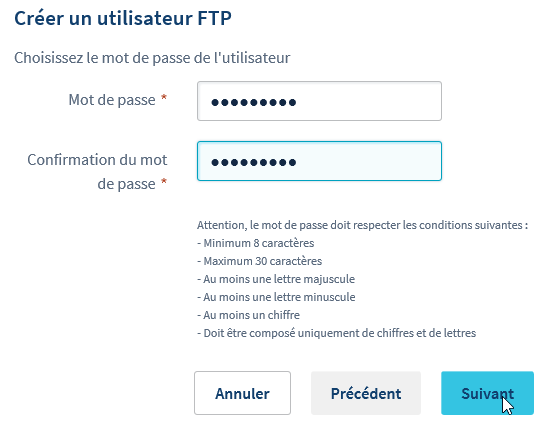 Créer un utilisateur FTP
Choisissez le mot de passe de l'utilisateur
Mot de passe *
●●●●●●●●●
Confirmation du mot
de passe *
●●●●●●●●●
Attention, le mot de passe doit respecter les conditions suivantes :
- Minimum 8 caractères
- Maximum 30 caractères
- Au moins une lettre majuscule
- Au moins une lettre minuscule
- Au moins un chiffre
- Doit être composé uniquement de chiffres et de lettres
Annuler
Précédent
Suivant